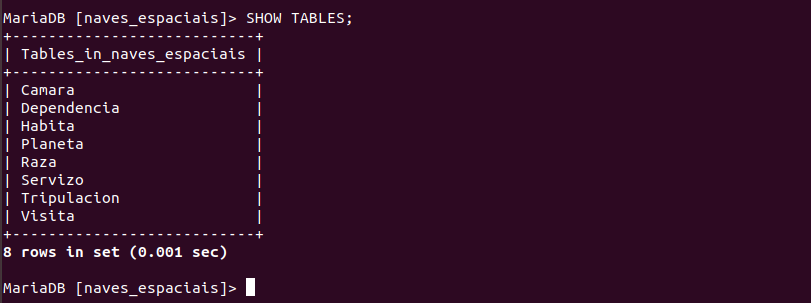 MariaDB [naves_espaciais]> SHOW TABLES;
+---------------------------+
| Tables_in_naves_espaciais |
+---------------------------+
| Camara                    |
| Dependencia               |
| Habita                    |
| Planeta                   |
| Raza                      |
| Servizo                   |
| Tripulacion               |
| Visita                    |
+---------------------------+
8 rows in set (0.001 sec)

MariaDB [naves_espaciais]>